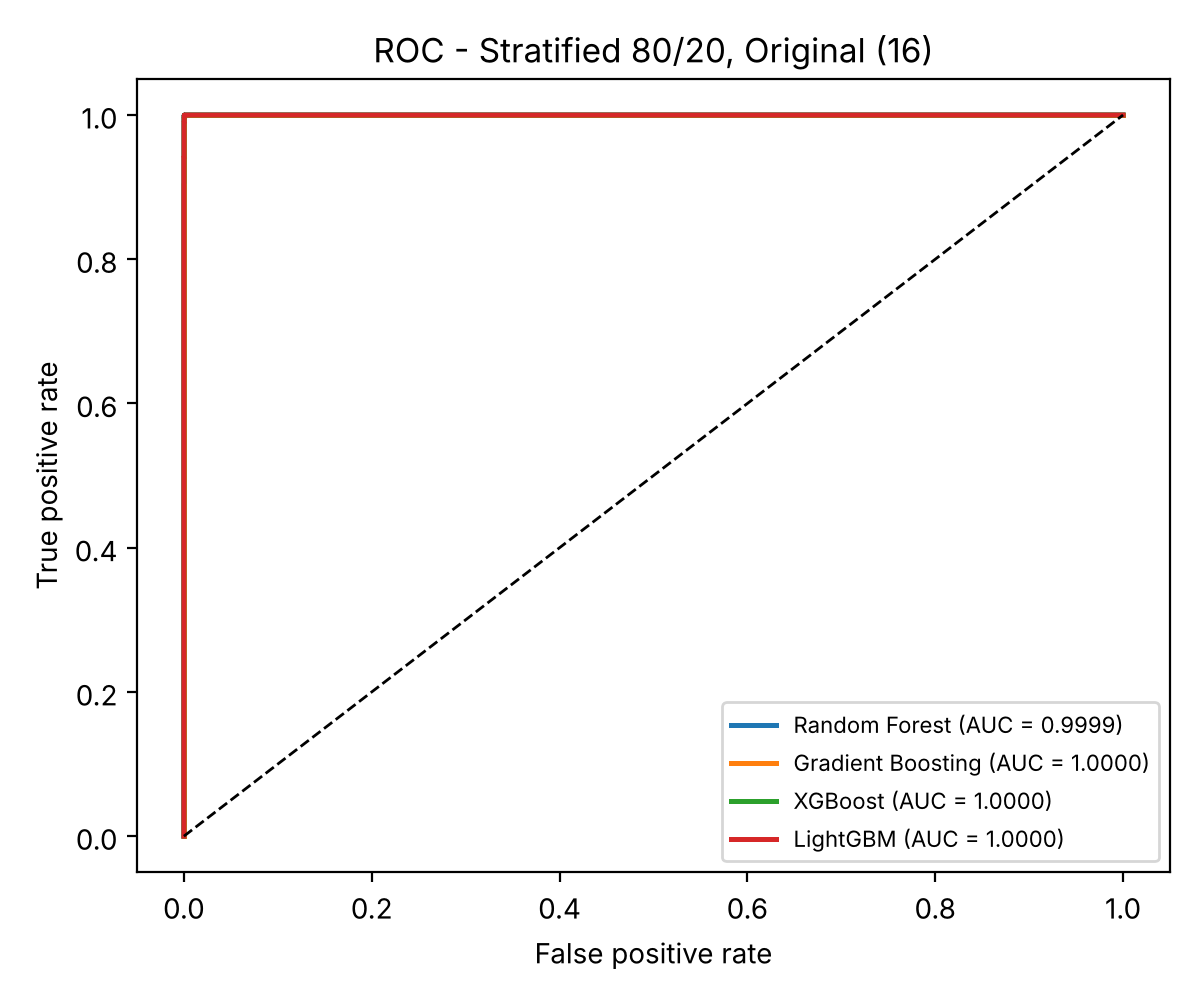 ROC - Stratified 80/20, Original (16)
True positive rate
1.0
0.8
0.6
0.4
0.2
0.0
Random Forest (AUC = 0.9999)
Gradient Boosting (AUC = 1.0000)
XGBoost (AUC = 1.0000)
LightGBM (AUC = 1.0000)
0.0 0.2 0.4 0.6 0.8 1.0
False positive rate